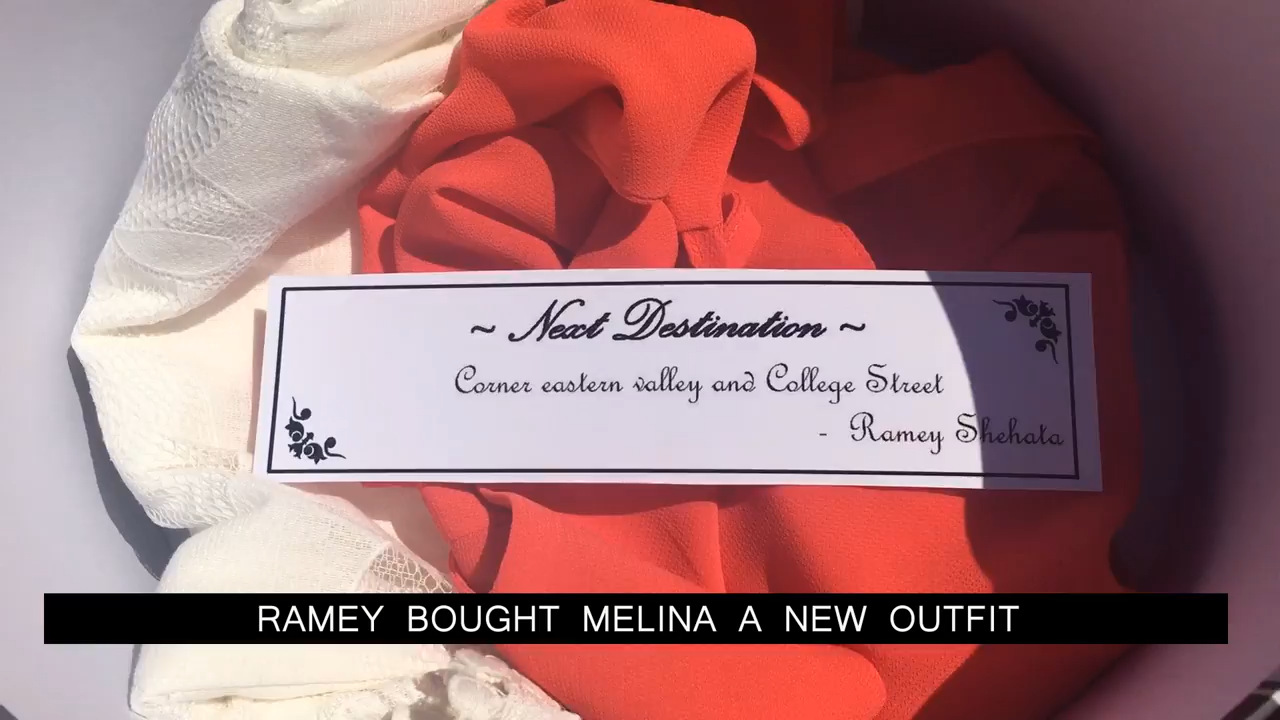 ~ Next Destination ~
Corner eastern valley and College Street
- Ramey Shehata
RAMEY BOUGHT MELINA A NEW OUTFIT